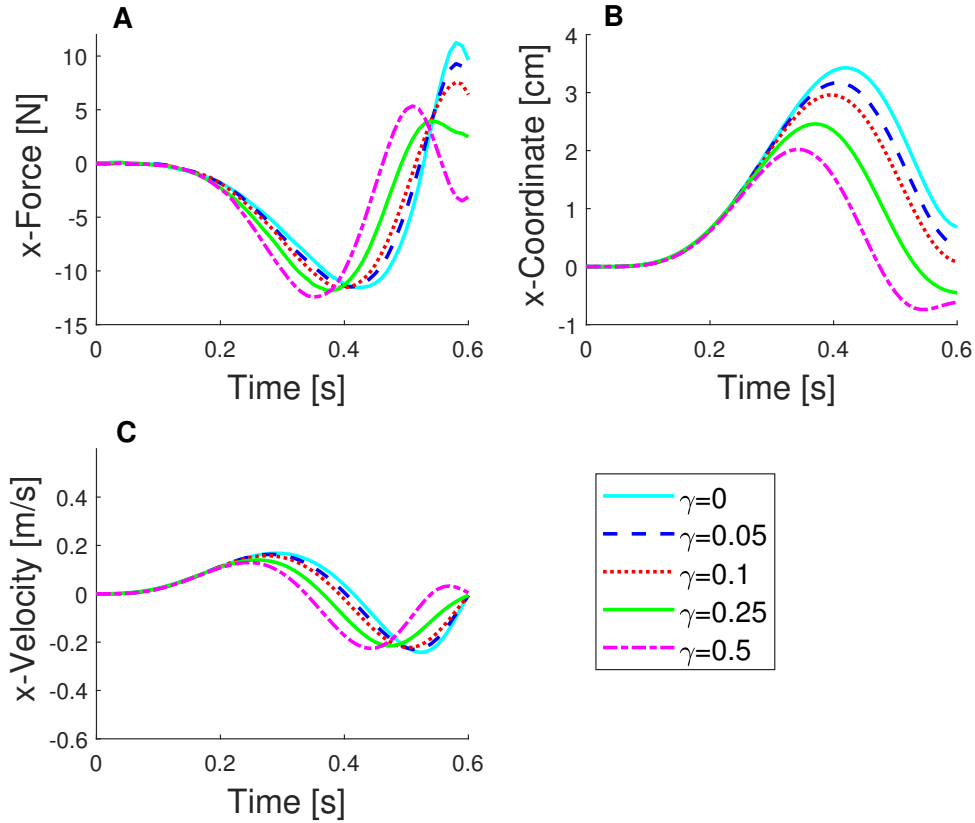 A
x-Force [N]
10
5
0
-5
-10
-15
0 0.2 0.4 0.6
Time [s]
B
x-Coordinate [cm]
4
3
2
1
0
-1
0 0.2 0.4 0.6
Time [s]
C
x-Velocity [m/s]
0.4
0.2
0
-0.2
-0.4
-0.6
0 0.2 0.4 0.6
Time [s]
γ=0
γ=0.05
γ=0.1
γ=0.25
γ=0.5